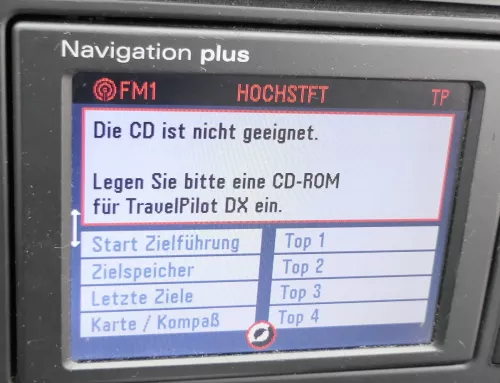 Navigation plus
FM1 HOCHSTFT TP
Die CD ist nicht geeignet.
Legen Sie bitte eine CD-ROM
für TravelPilot DX ein.
Start Zielführung Top 1
Zielspeicher Top 2
Letzte Ziele Top 3
Karte / Kompaß Top 4